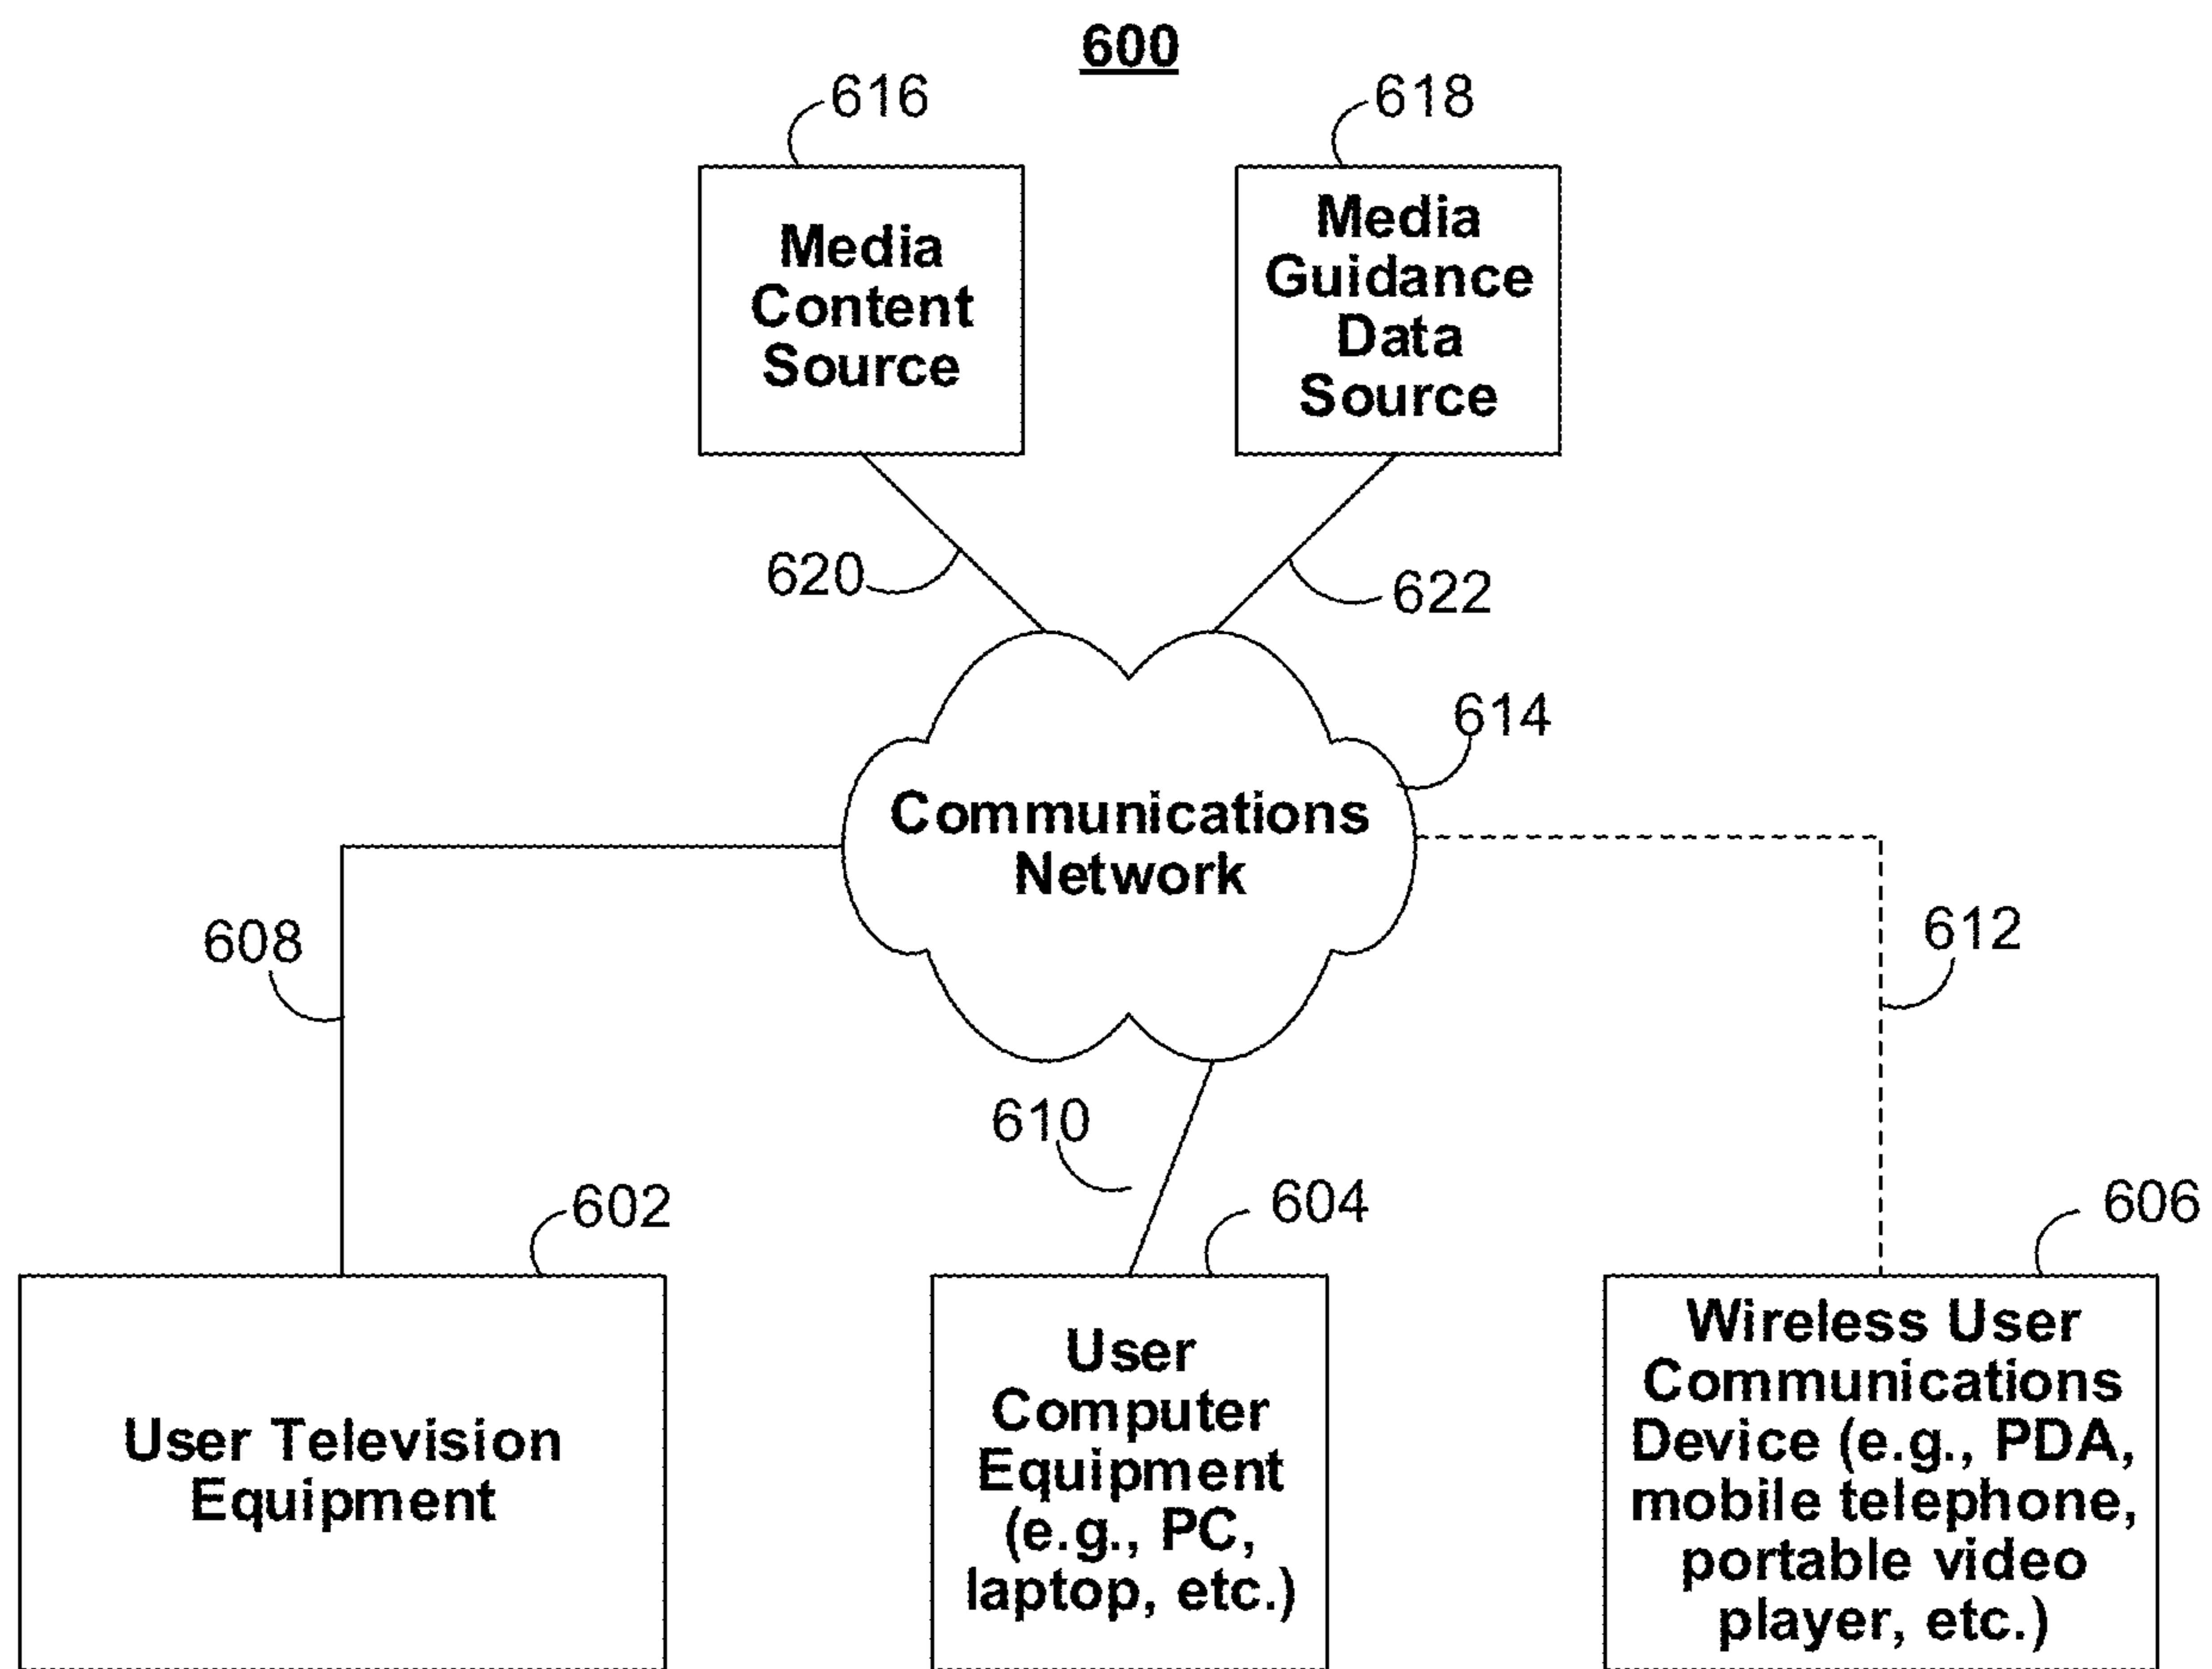 600
616
618
Media
Content
Source
Media
Guidance
Data
Source
620
622
614
Communications
Network
608
612
610
602
604
606
User Television
Equipment
User
Computer
Equipment
(e.g., PC,
laptop, etc.)
Wireless User
Communications
Device (e.g., PDA,
mobile telephone,
portable video
player, etc.)